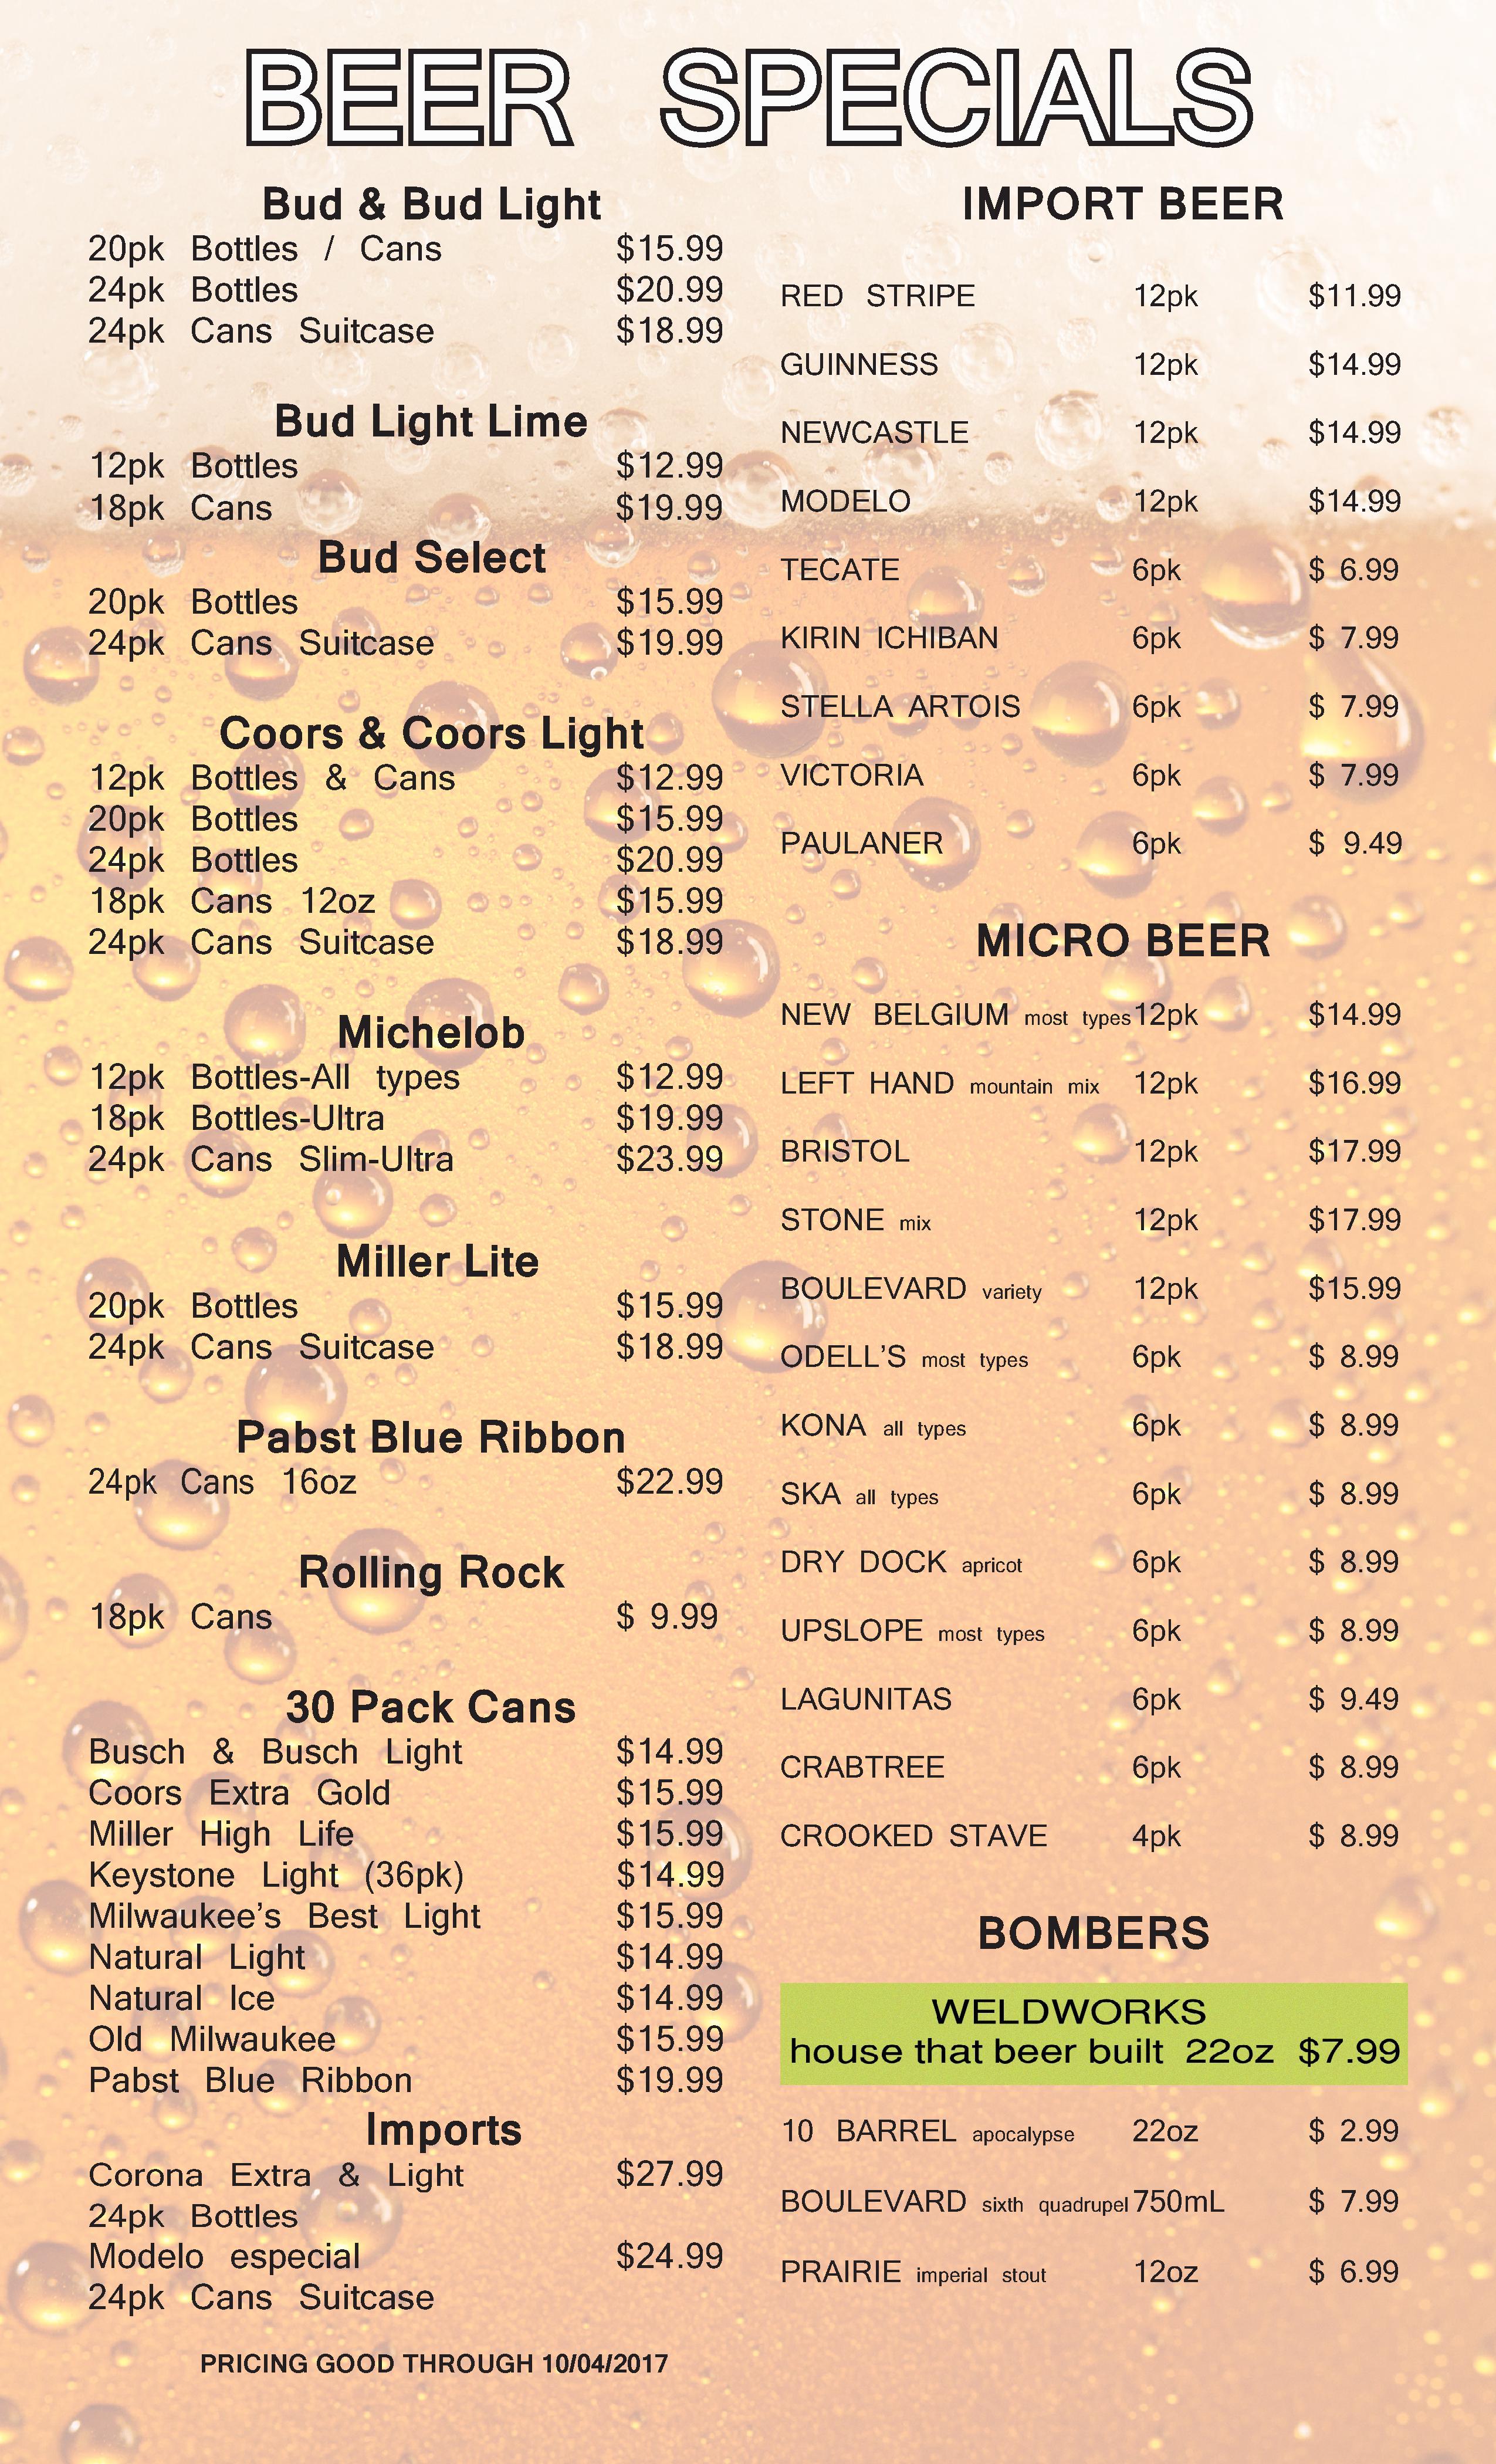 BEER SPECIALS
Bud & Bud Light
20pk Bottles / Cans $15.99
24pk Bottles $20.99
24pk Cans Suitcase $18.99
Bud Light Lime
12pk Bottles $12.99
18pk Cans $19.99
Bud Select
20pk Bottles $15.99
24pk Cans Suitcase $19.99
Coors & Coors Light
12pk Bottles & Cans $12.99
20pk Bottles $15.99
24pk Bottles $20.99
18pk Cans 12oz $15.99
24pk Cans Suitcase $18.99
Michelob
12pk Bottles-All types $12.99
18pk Bottles-Ultra $19.99
24pk Cans Slim-Ultra $23.99
Miller Lite
20pk Bottles $15.99
24pk Cans Suitcase $18.99
Pabst Blue Ribbon
24pk Cans 16oz $22.99
Rolling Rock
18pk Cans $ 9.99
30 Pack Cans
Busch & Busch Light $14.99
Coors Extra Gold $15.99
Miller High Life $15.99
Keystone Light (36pk) $14.99
Milwaukee’s Best Light $15.99
Natural Light $14.99
Natural Ice $14.99
Old Milwaukee $15.99
Pabst Blue Ribbon $19.99
Imports
Corona Extra & Light $27.99
24pk Bottles
Modelo especial $24.99
24pk Cans Suitcase
PRICING GOOD THROUGH 10/04/2017
IMPORT BEER
RED STRIPE 12pk $11.99
GUINNESS 12pk $14.99
NEWCASTLE 12pk $14.99
MODELO 12pk $14.99
TECATE 6pk $ 6.99
KIRIN ICHIBAN 6pk $ 7.99
STELLA ARTOIS 6pk $ 7.99
VICTORIA 6pk $ 7.99
PAULANER 6pk $ 9.49
MICRO BEER
NEW BELGIUM most types 12pk $14.99
LEFT HAND mountain mix 12pk $16.99
BRISTOL 12pk $17.99
STONE mix 12pk $17.99
BOULEVARD variety 12pk $15.99
ODELL’S most types 6pk $ 8.99
KONA all types 6pk $ 8.99
SKA all types 6pk $ 8.99
DRY DOCK apricot 6pk $ 8.99
UPSLOPE most types 6pk $ 8.99
LAGUNITAS 6pk $ 9.49
CRABTREE 6pk $ 8.99
CROOKED STAVE 4pk $ 8.99
BOMBERS
WELDWORKS
house that beer built 22oz $7.99
10 BARREL apocalypse 22oz $ 2.99
BOULEVARD sixth quadrupel 750mL $ 7.99
PRAIRIE imperial stout 12oz $ 6.99